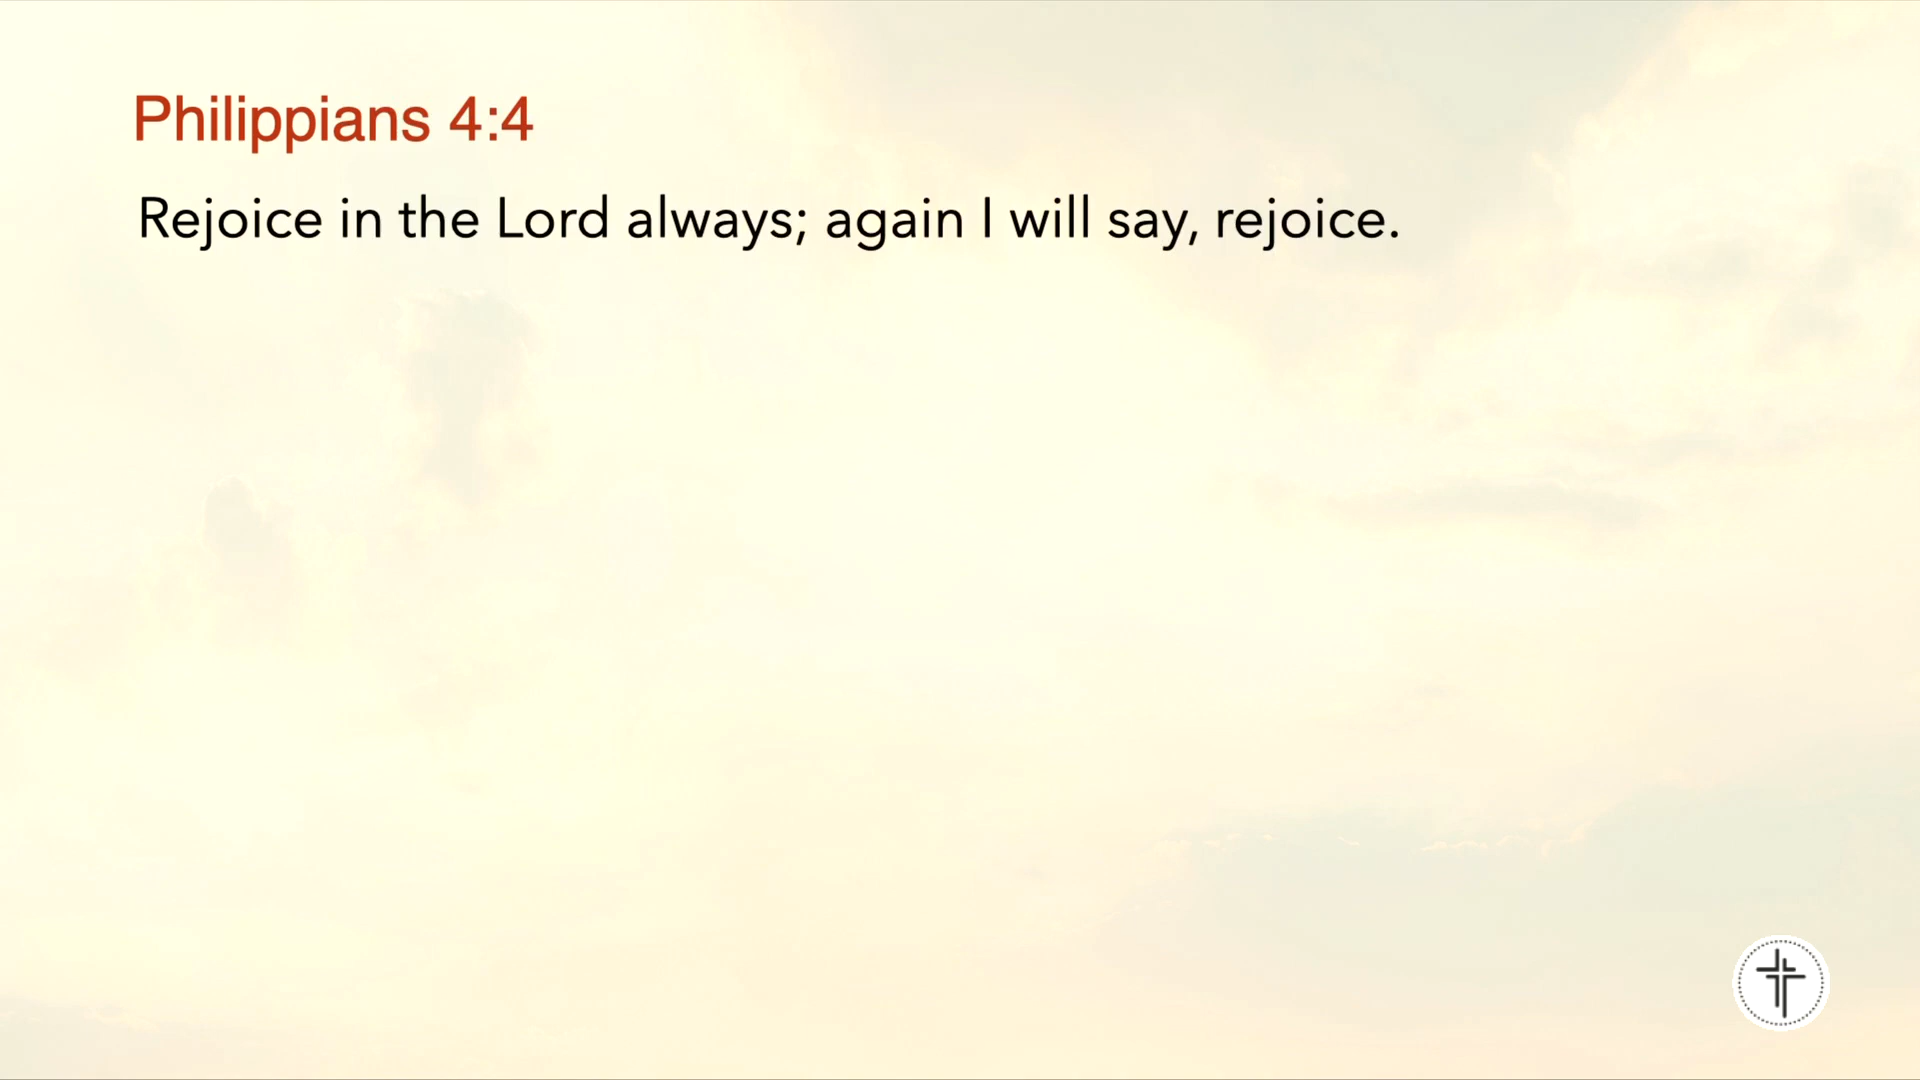 Philippians 4:4
Rejoice in the Lord always; again I will say, rejoice.